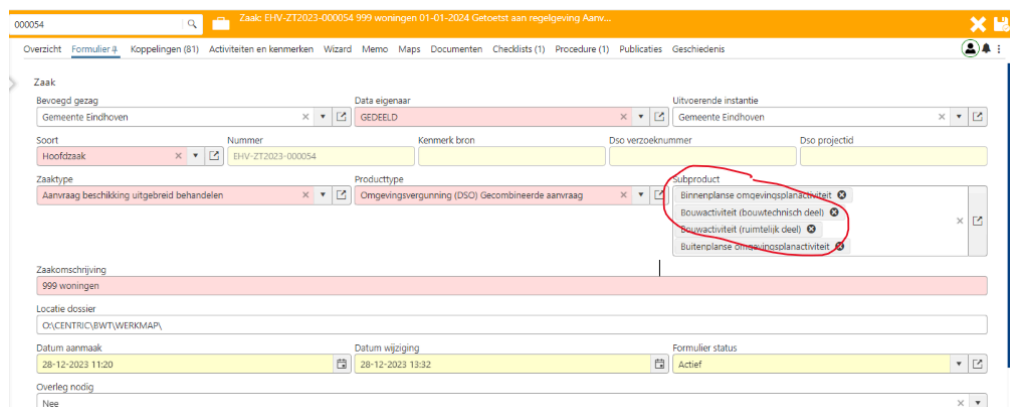 000054
Zaak: EHV-ZT2023-000054 999 woningen 01-01-2024 Getoetst aan regelgeving Aanv...
Overzicht Formulier Koppelingen (81) Activiteiten en kenmerken Wizard Memo Maps Documenten Checklists (1) Procedure (1) Publicaties Geschiedenis
Zaak
Bevoegd gezag Data eigenaar Uitvoerende instantie
Gemeente Eindhoven GEDEELD Gemeente Eindhoven
Soort Nummer Kenmerk bron Dso verzoeknummer Dso projectid
Hoofdzaak EHV-ZT2023-000054
Zaaktype Producttype Subproduct
Aanvraag beschikking uitgebreid behandelen Omgevingsvergunning (DSO) Gecombineerde aanvraag Binnenplanse omgevingsplanactiviteit
Bouwactiviteit (bouwtechnisch deel)
Bouwactiviteit (ruimtelijk deel)
Buitenplanse omgevingsplanactiviteit
Zaakomschrijving
999 woningen
Locatie dossier
O:\CENTRIC\BWT\WERKMAP\
Datum aanmaak Datum wijziging Formulier status
28-12-2023 11:20 28-12-2023 13:32 Actief
Overleg nodig
Nee